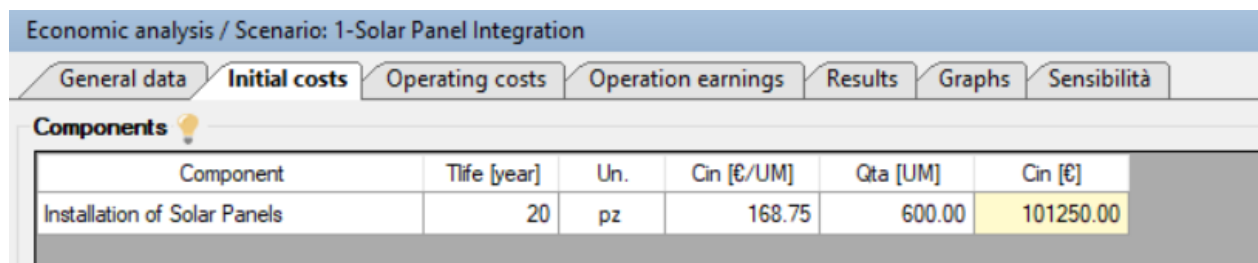 Economic analysis / Scenario: 1-Solar Panel Integration
General data Initial costs Operating costs Operation earnings Results Graphs Sensibilità
Components
Component Tlife [year] Un. Cin [€/UM] Qta [UM] Cin [€]
Installation of Solar Panels 20 pz 168.75 600.00 101250.00